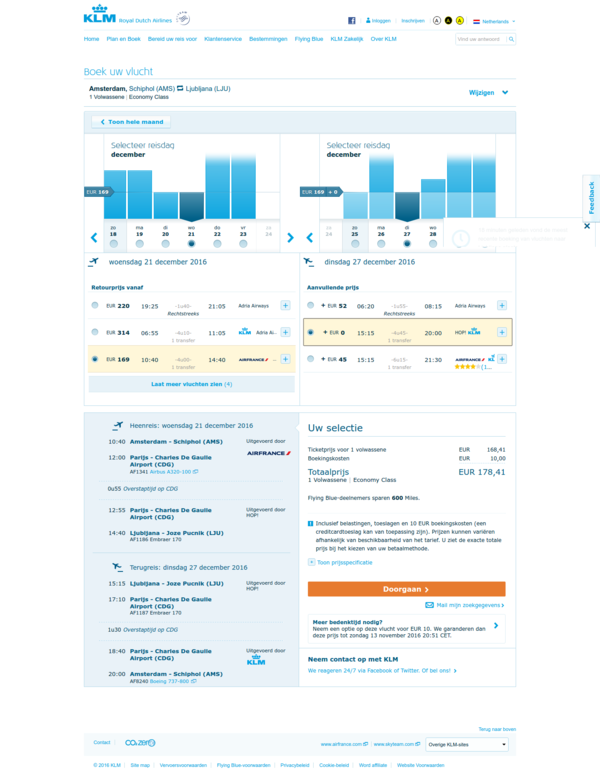 KLM Royal Dutch Airlines
Inloggen Inschrijven A A A Nederlands
Home Plan en Boek Bereid uw reis voor Klantenservice Bestemmingen Flying Blue KLM Zakelijk Over KLM
Vind uw antwoord
Boek uw vlucht
Amsterdam, Schiphol (AMS) Ljubljana (LJU)
1 Volwassene | Economy Class
Wijzigen
Toon hele maand
Selecteer reisdag
december
EUR 169
zo 18 ma 19 di 20 wo 21 do 22 vr 23 za 24
Selecteer reisdag
december
EUR 169 + 0
za 24 zo 25 ma 26 di 27 wo 28
Feedback
woensdag 21 december 2016
Retourprijs vanaf
EUR 220 19:25 -1u40- 21:05 Adria Airways +
Rechtstreeks
EUR 314 06:55 -4u10- 11:05 KLM Adria Ai... +
1 transfer
EUR 169 10:40 -4u00- 14:40 AIRFRANCE ... +
1 transfer
Laat meer vluchten zien (4)
dinsdag 27 december 2016
Aanvullende prijs
+ EUR 52 06:20 -1u55- 08:15 Adria Airways +
Rechtstreeks
+ EUR 0 15:15 -4u45- 20:00 HOP! KLM +
1 transfer
+ EUR 45 15:15 -6u15- 21:30 AIRFRANCE KL +
1 transfer (1...
Heenreis: woensdag 21 december 2016
10:40 Amsterdam - Schiphol (AMS) Uitgevoerd door
AIRFRANCE
12:00 Parijs - Charles De Gaulle
Airport (CDG)
AF1341 Airbus A320-100
0u55 Overstaptijd op CDG
12:55 Parijs - Charles De Gaulle Uitgevoerd door
Airport (CDG) HOP!
14:40 Ljubljana - Joze Pucnik (LJU)
AF1186 Embraer 170
Terugreis: dinsdag 27 december 2016
15:15 Ljubljana - Joze Pucnik (LJU) Uitgevoerd door
HOP!
17:10 Parijs - Charles De Gaulle
Airport (CDG)
AF1187 Embraer 170
1u30 Overstaptijd op CDG
18:40 Parijs - Charles De Gaulle Uitgevoerd door
Airport (CDG) KLM
20:00 Amsterdam - Schiphol (AMS)
AF8240 Boeing 737-800
Uw selectie
Ticketprijs voor 1 volwassene EUR 168,41
Boekingskosten EUR 10,00
Totaalprijs EUR 178,41
1 Volwassene | Economy Class
Flying Blue-deelnemers sparen 600 Miles.
Inclusief belastingen, toeslagen en 10 EUR boekingskosten (een
creditcardtoeslag kan van toepassing zijn). Prijzen kunnen variëren
afhankelijk van beschikbaarheid van het tarief. U ziet de exacte totale
prijs bij het kiezen van uw betaalmethode.
+ Toon prijsspecificatie
Doorgaan
Mail mijn zoekgegevens
Meer bedenktijd nodig?
Neem een optie op deze vlucht voor EUR 10. We garanderen dan
deze prijs tot zondag 13 november 2016 20:51 CET.
Neem contact op met KLM
We reageren 24/7 via Facebook of Twitter. Of bel ons!
Terug naar boven
Contact CO2ZERO www.airfrance.com www.skyteam.com Overige KLM-sites
© 2016 KLM Site map Vervoersvoorwaarden Flying Blue-voorwaarden Privacybeleid Cookie-beleid Word affiliate Website Voorwaarden